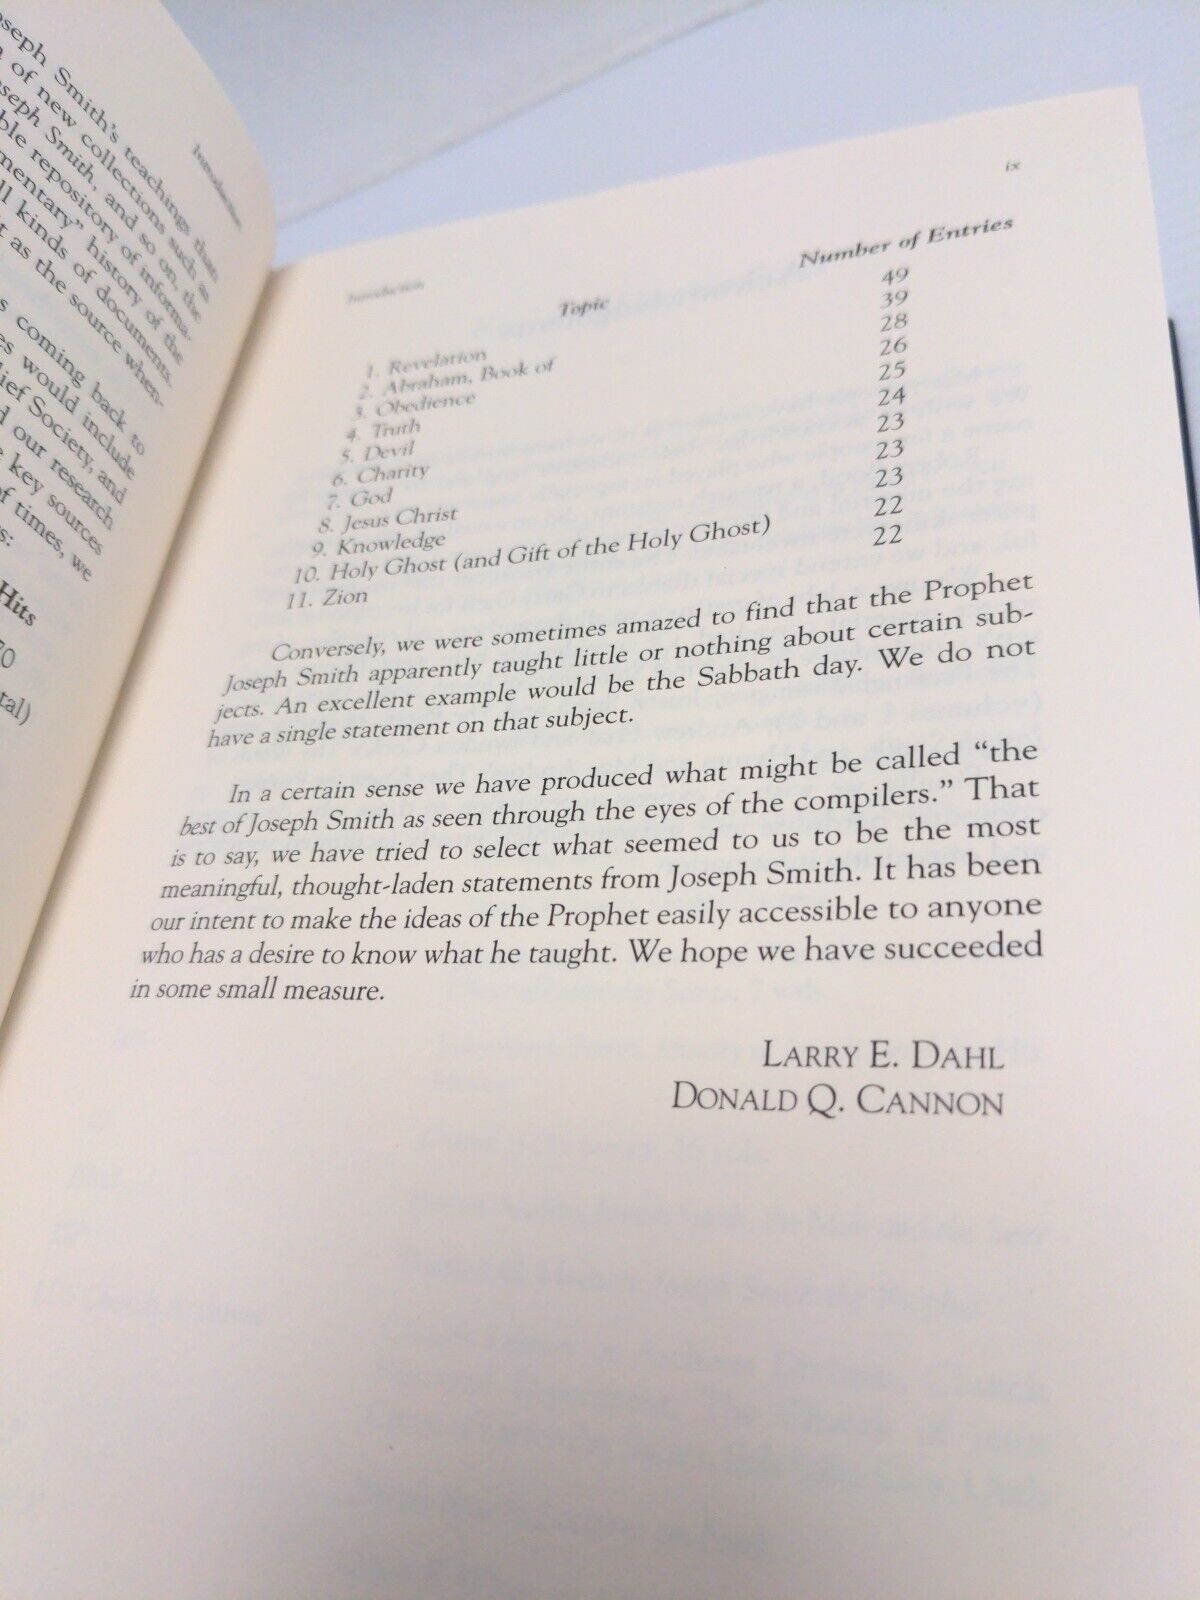 Joseph Smith's teachings than
of new collections such as
Joseph Smith, and so on, the
repository of informa-
mentary" history of the
all kinds of documents.
as the source when-
coming back to
would include
Relief Society, and
our research
key sources
of times, we
Hits
Introduction
ix
Introduction
Topic Number of Entries
1. Revelation 49
2. Abraham, Book of 39
3. Obedience 28
4. Truth 26
5. Devil 25
6. Charity 24
7. God 23
8. Jesus Christ 23
9. Knowledge 23
10. Holy Ghost (and Gift of the Holy Ghost) 22
11. Zion 22
Conversely, we were sometimes amazed to find that the Prophet
Joseph Smith apparently taught little or nothing about certain sub-
jects. An excellent example would be the Sabbath day. We do not
have a single statement on that subject.
In a certain sense we have produced what might be called "the
best of Joseph Smith as seen through the eyes of the compilers." That
is to say, we have tried to select what seemed to us to be the most
meaningful, thought-laden statements from Joseph Smith. It has been
our intent to make the ideas of the Prophet easily accessible to anyone
who has a desire to know what he taught. We hope we have succeeded
in some small measure.
LARRY E. DAHL
DONALD Q. CANNON